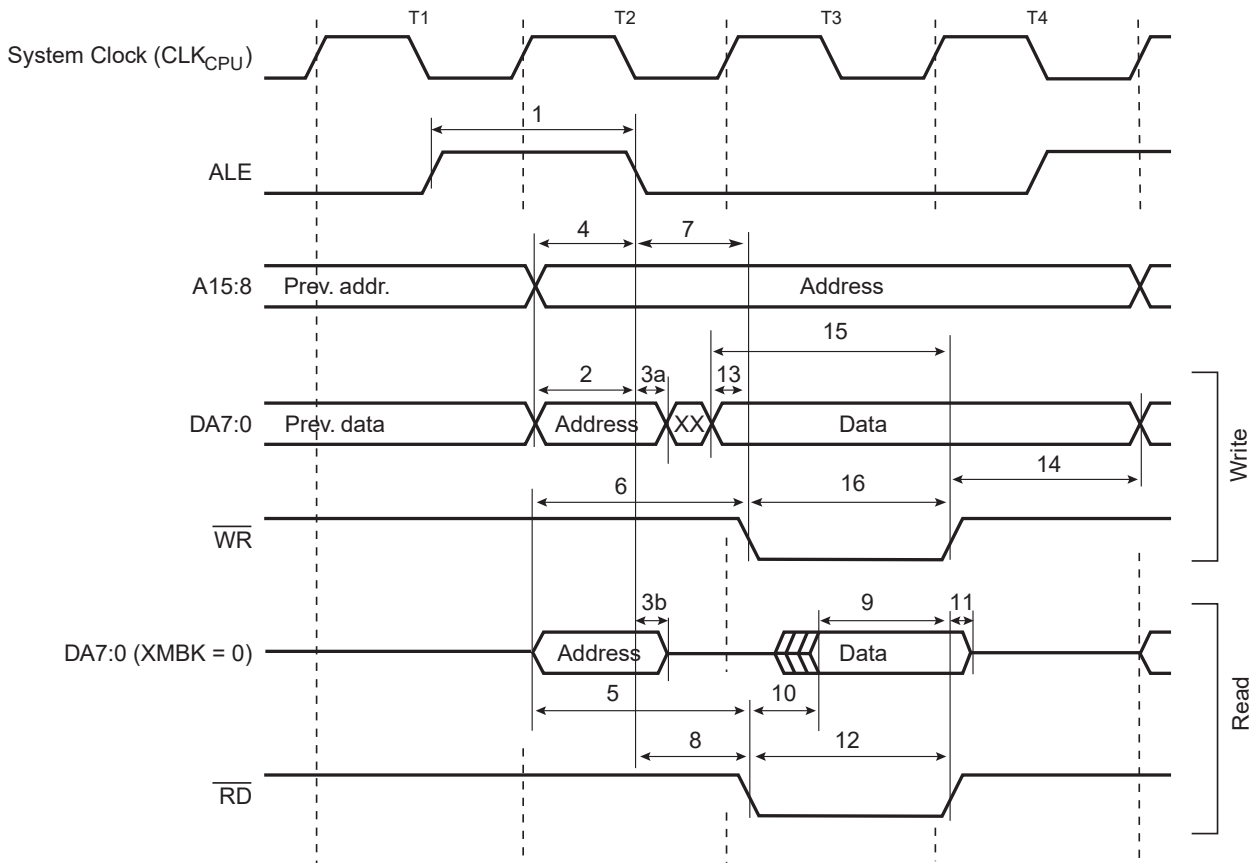 T1 T2 T3 T4
System Clock (CLKCPU)
1
ALE
4 7
A15:8 Prev. addr. Address
15
2 3a 13
DA7:0 Prev. data Address XX Data
14
6 16
WR
Write
3b 9 11
DA7:0 (XMBK = 0) Address Data
5 10
8 12
RD
Read